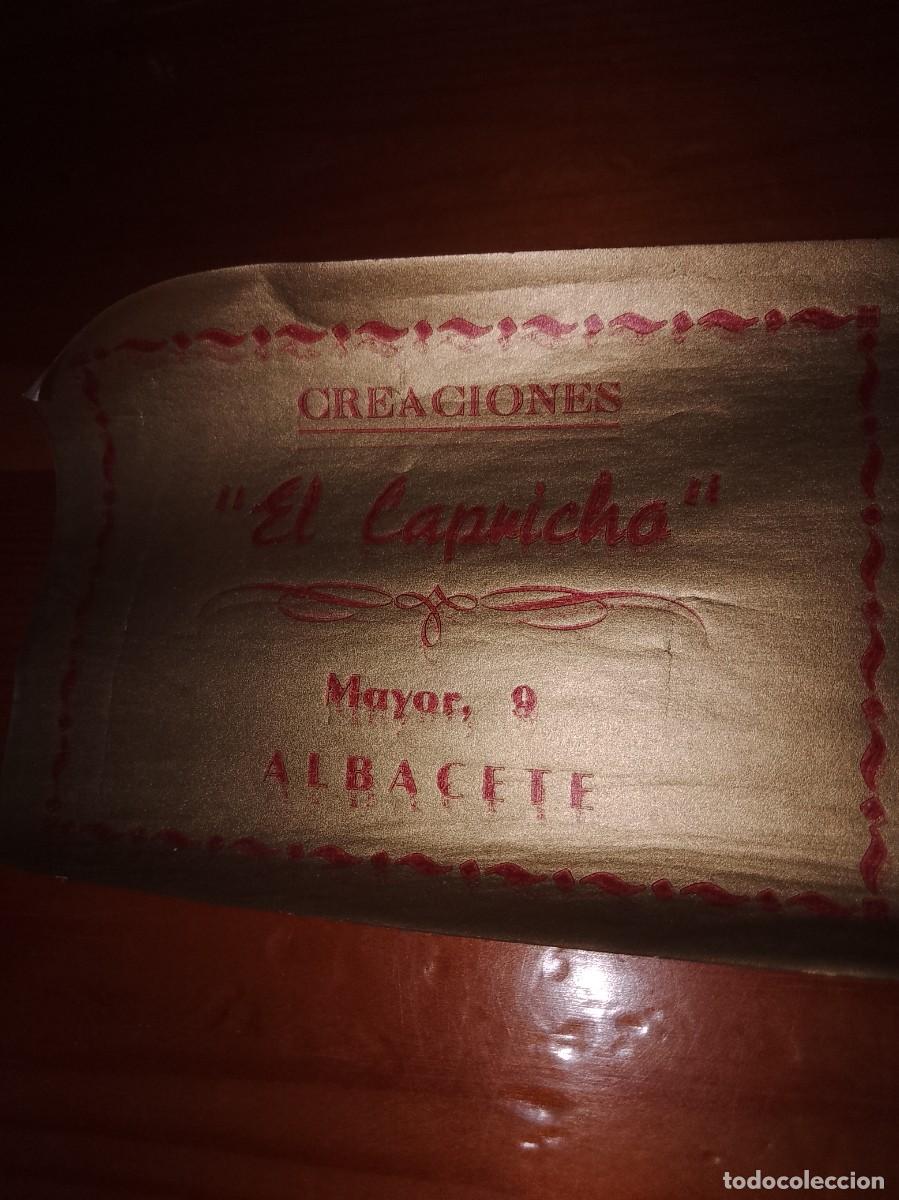 CREACIONES
"El Capricho"
Mayor, 9
ALBACETE
todocoleccion